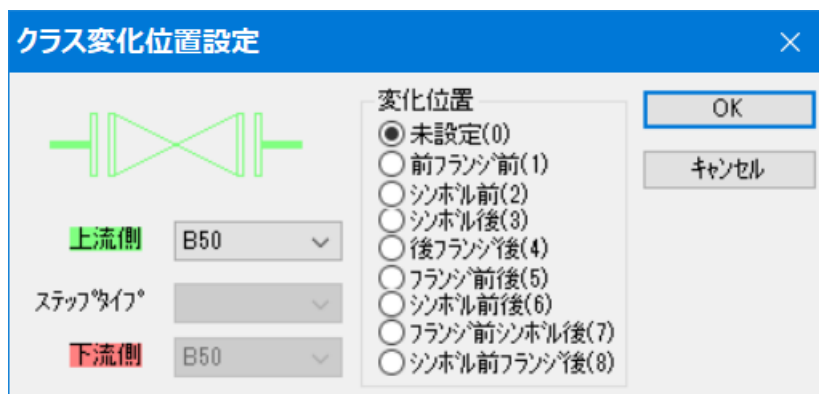 クラス変化位置設定
変化位置
未設定(0)
前フランジ前(1)
シンボル前(2)
シンボル後(3)
後フランジ後(4)
フランジ前後(5)
シンボル前後(6)
フランジ前シンボル後(7)
シンボル前フランジ後(8)
OK
キャンセル
上流側 B50
ステップタイプ
下流側 B50